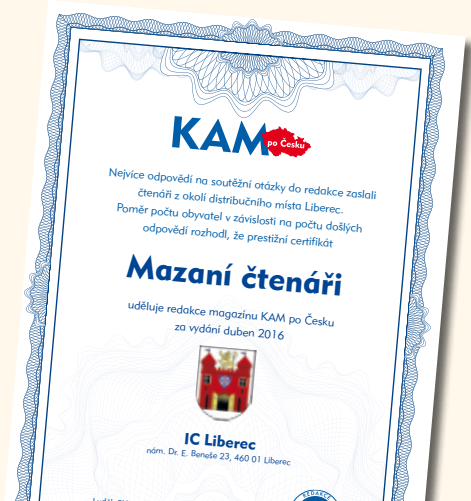 KAM
po Česku
Nejvíce odpovědí na soutěžní otázky do redakce zaslali
čtenáři z okolí distribučního místa Liberec.
Poměr počtu obyvatel v závislosti na počtu došlých
odpovědí rozhodl, že prestižní certifikát
Mazaní čtenáři
uděluje redakce magazínu KAM po Česku
za vydání duben 2016
IC Liberec
nám. Dr. E. Beneše 23, 460 01 Liberec
REDAKCE